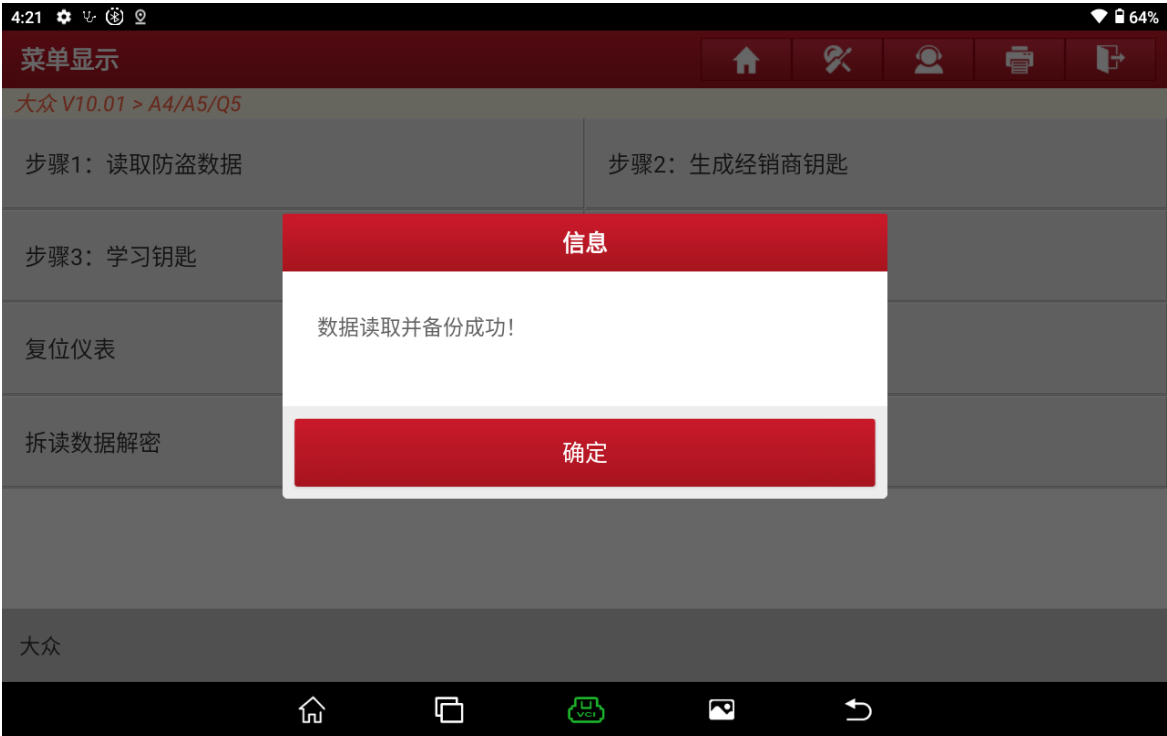 4:21
64%
菜单显示
大众 V10.01 > A4/A5/Q5
步骤1：读取防盗数据
步骤2：生成经销商钥匙
步骤3：学习钥匙
信息
数据读取并备份成功！
复位仪表
拆读数据解密
确定
大众
VCI